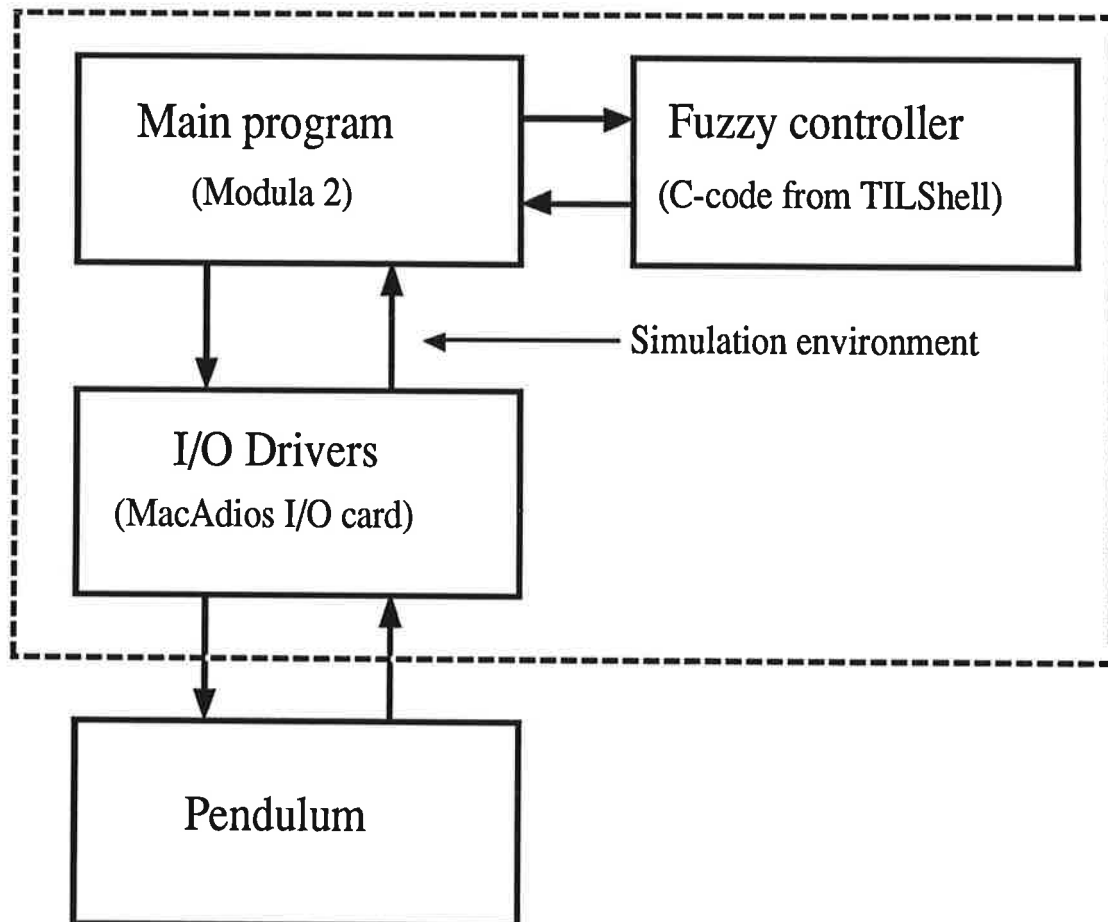 Main program
(Modula 2)
Fuzzy controller
(C-code from TILShell)
Simulation environment
I/O Drivers
(MacAdios I/O card)
Pendulum